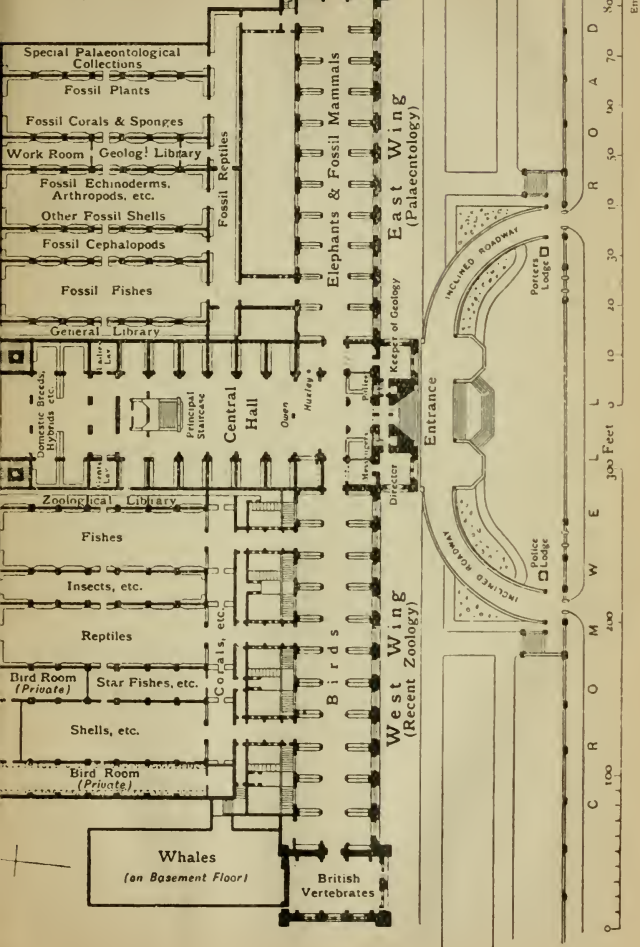 Special Palaeontological
Collections
Fossil Plants
Fossil Corals & Sponges
Work Room
Geolog! Library
Fossil Echinoderms,
Arthropods, etc.
Other Fossil Shells
Fossil Cephalopods
Fossil Fishes
General Library
Fossil Reptiles
Elephants & Fossil Mammals
East Wing
(Palaeontology)
Keeper of Geology
INCLINED ROADWAY
Porters
Lodge
Domestic Breeds,
Hybrids etc.
Principal
Staircase
Central
Hall
Owen
Huxley
Director
Entrance
Zoological Library
Fishes
Insects, etc.
Reptiles
Bird Room
(Private)
Star Fishes, etc.
Shells, etc.
Bird Room
(Private)
Corals, etc.
Birds
West Wing
(Recent Zoology)
INCLINED ROADWAY
Police
Lodge
Whales
(on Basement Floor)
British
Vertebrates
CROMWELL ROAD
0
100
200
300 Feet
0
10
20
30
50
70